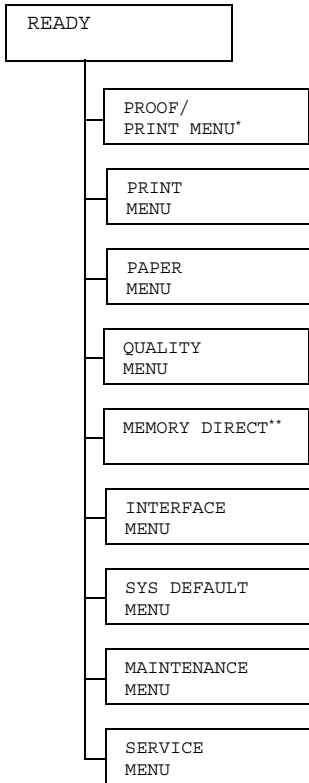 READY
PROOF/
PRINT MENU*
PRINT
MENU
PAPER
MENU
QUALITY
MENU
MEMORY DIRECT**
INTERFACE
MENU
SYS DEFAULT
MENU
MAINTENANCE
MENU
SERVICE
MENU